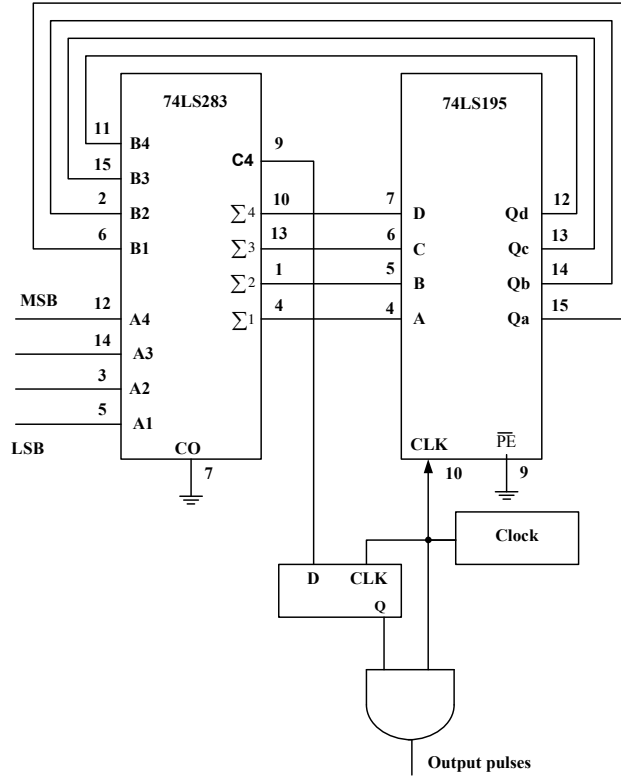 74LS283
74LS195
11
B4
9
C4
15
B3
2
B2
10
∑4
7
D
Qd
12
6
B1
13
∑3
6
C
Qc
13
1
∑2
5
B
Qb
14
MSB
12
A4
4
∑1
4
A
Qa
15
14
A3
3
A2
5
A1
LSB
CO
7
CLK
10
PE
9
Clock
D
CLK
Q
Output pulses